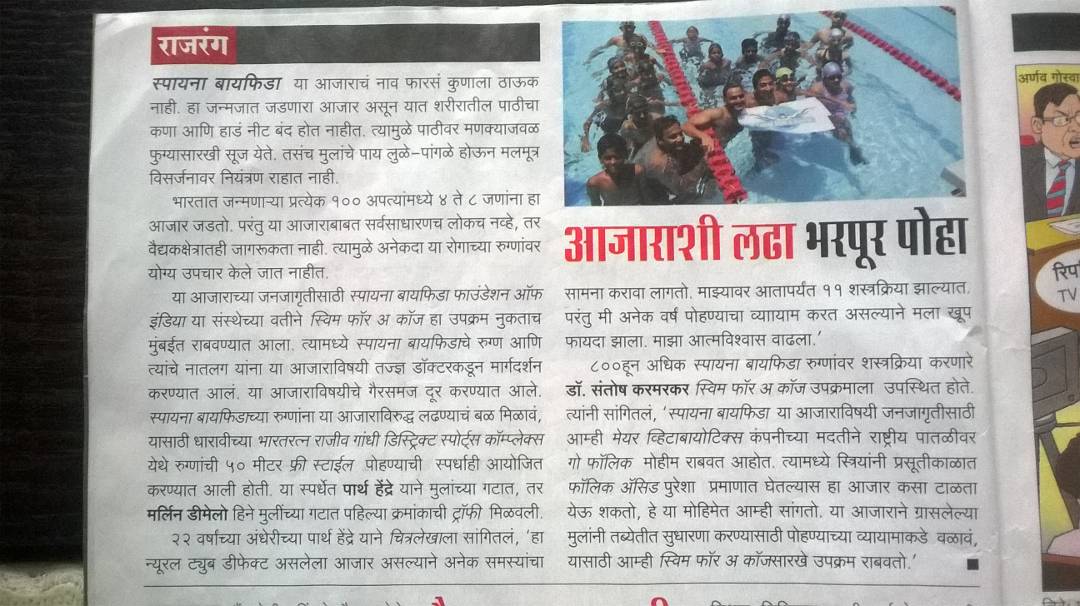 राजरंग
स्पायना बायफिडा या आजाराचं नाव फारसं कुणाला ठाऊक
नाही. हा जन्मजात जडणारा आजार असून यात शरीरातील पाठीचा
कणा आणि हाडं नीट बंद होत नाहीत. त्यामुळे पाठीवर मणक्याजवळ
फुग्यासारखी सूज येते. तसंच मुलांचे पाय लुळे-पांगळे होऊन मलमूत्र
विसर्जनावर नियंत्रण राहात नाही.
भारतात जन्मणाऱ्या प्रत्येक १०० अपत्यांमध्ये ४ ते ८ जणांना हा
आजार जडतो. परंतु या आजाराबाबत सर्वसाधारणच लोकच नव्हे, तर
वैद्यकक्षेत्रातही जागरूकता नाही. त्यामुळे अनेकदा या रोगाच्या रुग्णांवर
योग्य उपचार केले जात नाहीत.
या आजाराच्या जनजागृतीसाठी स्पायना बायफिडा फाउंडेशन ऑफ
इंडिया या संस्थेच्या वतीने स्विम फॉर अ कॉज हा उपक्रम नुकताच
मुंबईत राबवण्यात आला. त्यामध्ये स्पायना बायफिडाचे रुग्ण आणि
त्यांचे नातलग यांना या आजाराविषयी तज्ज्ञ डॉक्टरकडून मार्गदर्शन
करण्यात आलं. या आजाराविषयीचे गैरसमज दूर करण्यात आले.
स्पायना बायफिडाच्या रुग्णांना या आजाराविरुद्ध लढण्याचं बळ मिळावं,
यासाठी धारावीच्या भारतरत्न राजीव गांधी डिस्ट्रिक्ट स्पोर्ट्स कॉम्प्लेक्स
येथे रुग्णांची ५० मीटर फ्री स्टाईल पोहण्याची स्पर्धाही आयोजित
करण्यात आली होती. या स्पर्धेत पार्थ हेंद्रे याने मुलांच्या गटात, तर
मर्लिन डीमेलो हिने मुलींच्या गटात पहिल्या क्रमांकाची ट्रॉफी मिळवली.
२२ वर्षाच्या अंधेरीच्या पार्थ हेंद्रे याने चित्रलेखाला सांगितलं, 'हा
न्यूरल ट्युब डीफेक्ट असलेला आजार असल्याने अनेक समस्यांचा
आजाराशी लढा भरपूर पोहा
सामना करावा लागतो. माझ्यावर आतापर्यंत ११ शस्त्रक्रिया झाल्यात.
परंतु मी अनेक वर्षं पोहण्याचा व्याायाम करत असल्याने मला खूप
फायदा झाला. माझा आत्मविश्वास वाढला.'
८००हून अधिक स्पायना बायफिडा रुग्णांवर शस्त्रक्रिया करणारे
डॉ. संतोष करमरकर स्विम फॉर अ कॉज उपक्रमाला उपस्थित होते.
त्यांनी सांगितलं, 'स्पायना बायफिडा या आजाराविषयी जनजागृतीसाठी
आम्ही मेयर व्हिटाबायोटिक्स कंपनीच्या मदतीने राष्ट्रीय पातळीवर
गो फॉलिक मोहीम राबवत आहोत. त्यामध्ये स्त्रियांनी प्रसूतीकाळात
फॉलिक ॲसिड पुरेशा प्रमाणात घेतल्यास हा आजार कसा टाळता
येऊ शकतो, हे या मोहिमेत आम्ही सांगतो. या आजाराने ग्रासलेल्या
मुलांनी तब्येतीत सुधारणा करण्यासाठी पोहण्याच्या व्यायामाकडे वळावं,
यासाठी आम्ही स्विम फॉर अ कॉजसारखे उपक्रम राबवतो.'
अर्णव
TV